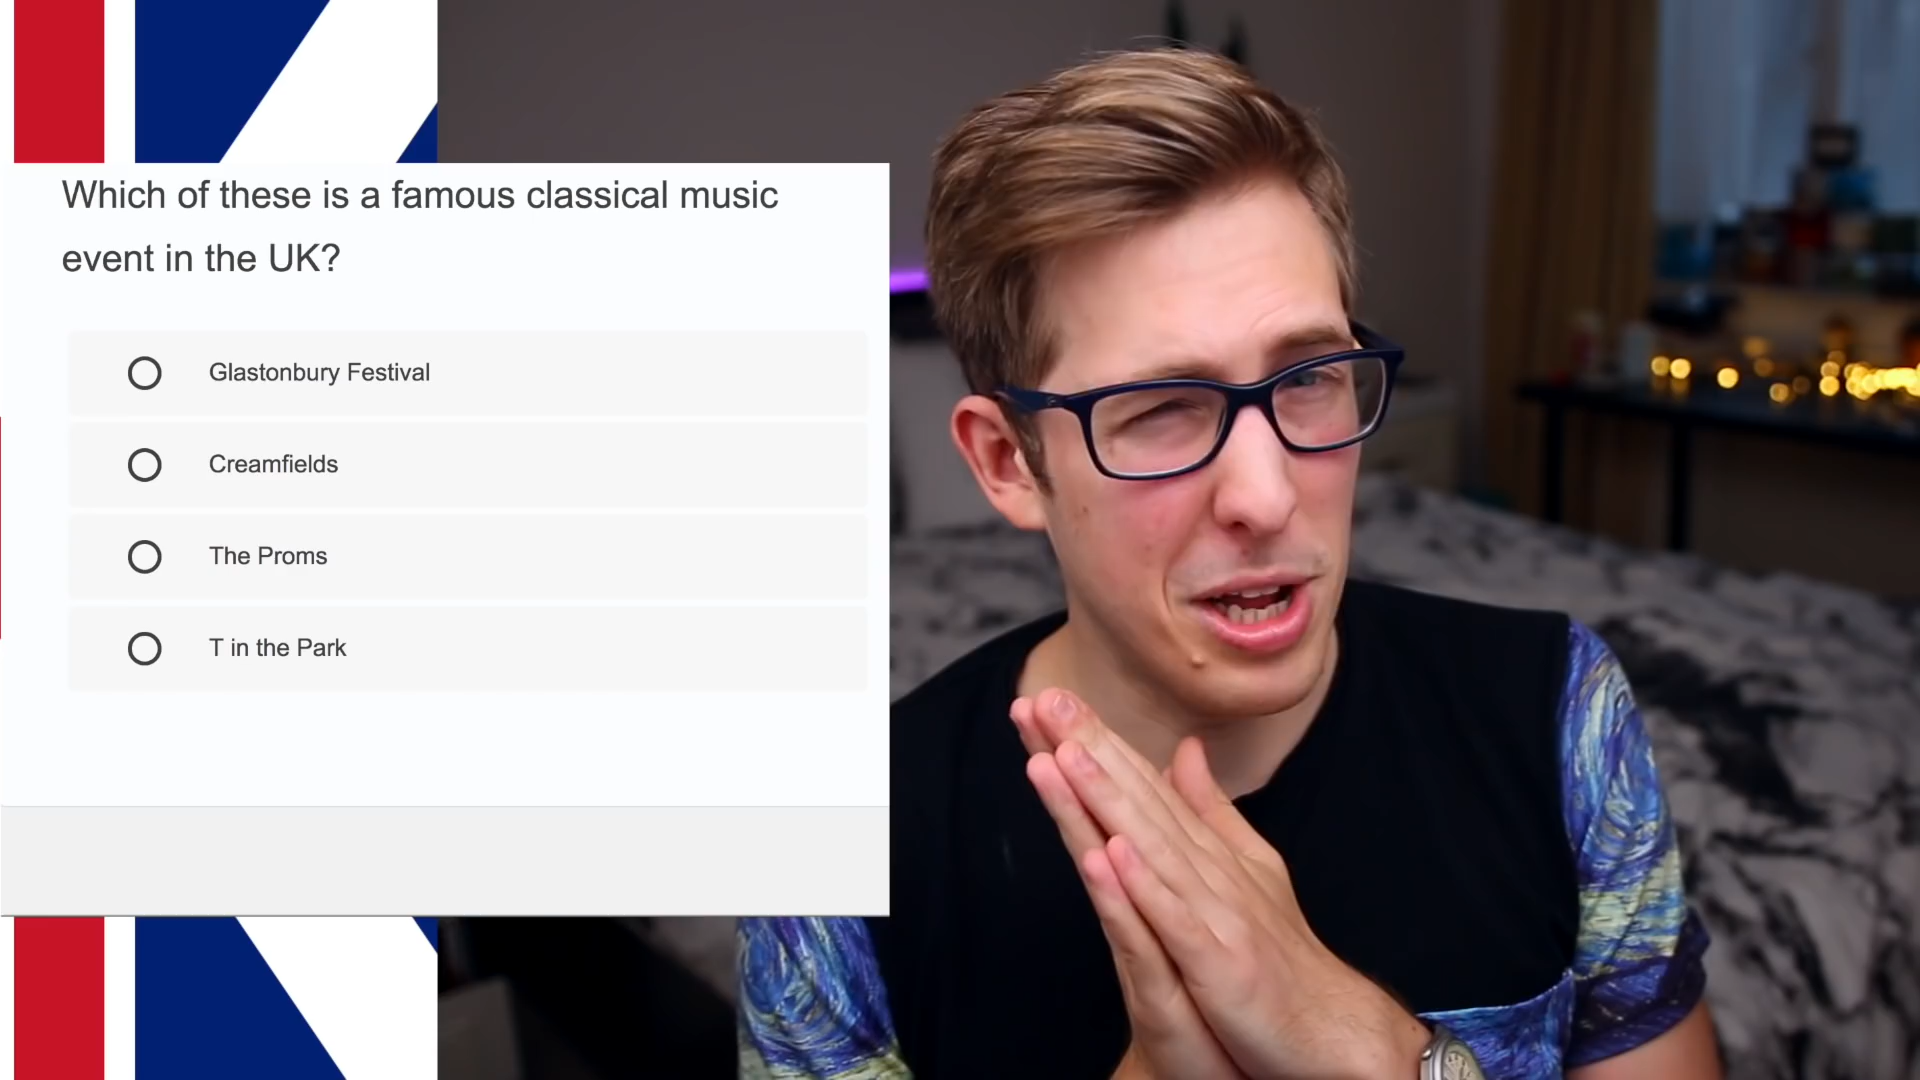 Which of these is a famous classical music
event in the UK?
Glastonbury Festival
Creamfields
The Proms
T in the Park